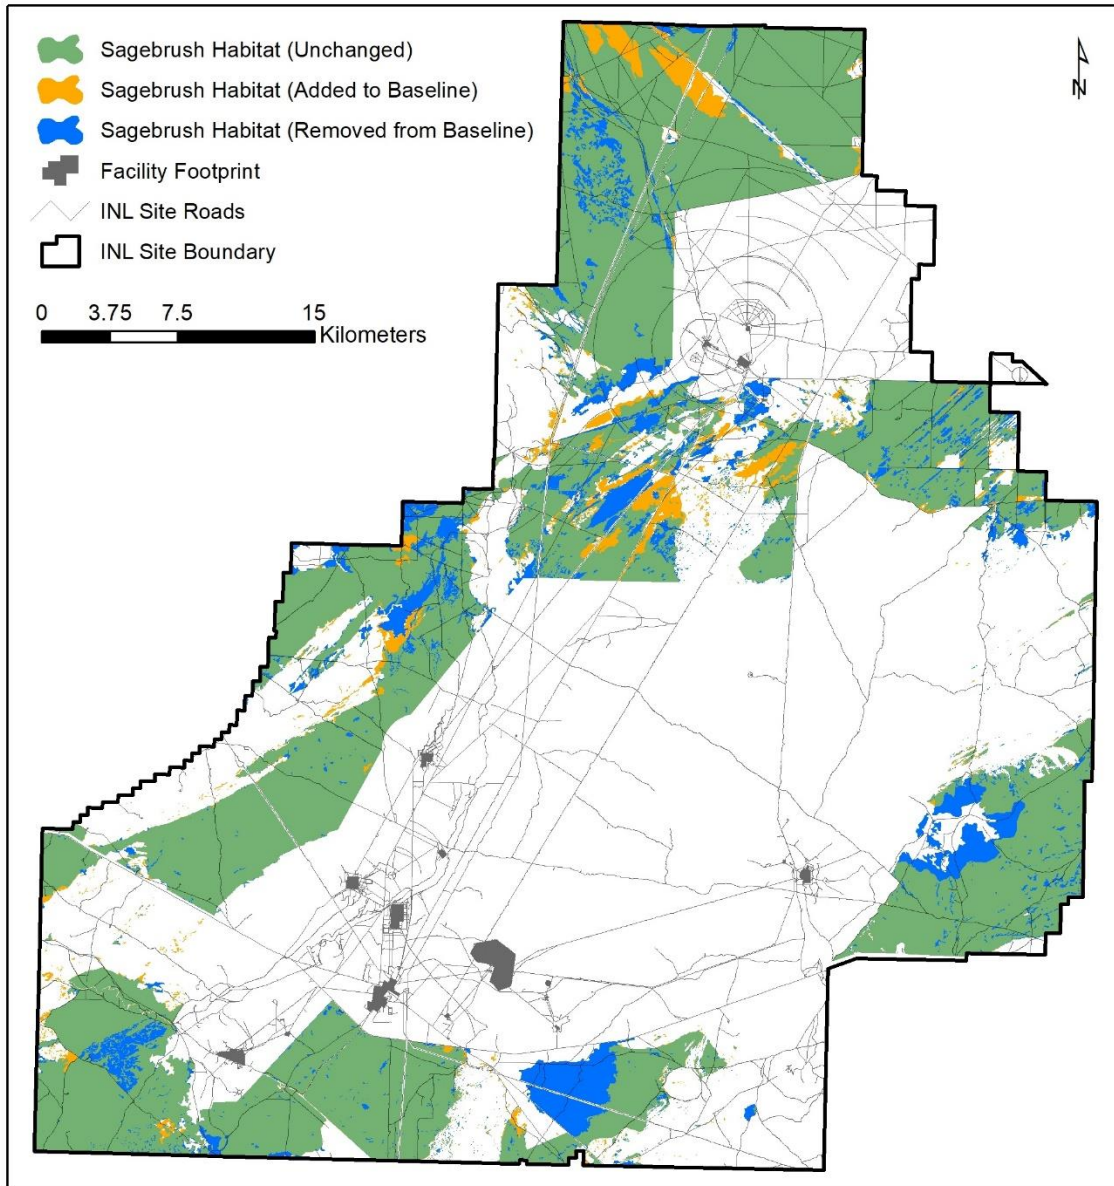 Sagebrush Habitat (Unchanged)
Sagebrush Habitat (Added to Baseline)
Sagebrush Habitat (Removed from Baseline)
Facility Footprint
INL Site Roads
INL Site Boundary
0 3.75 7.5 15
Kilometers
N